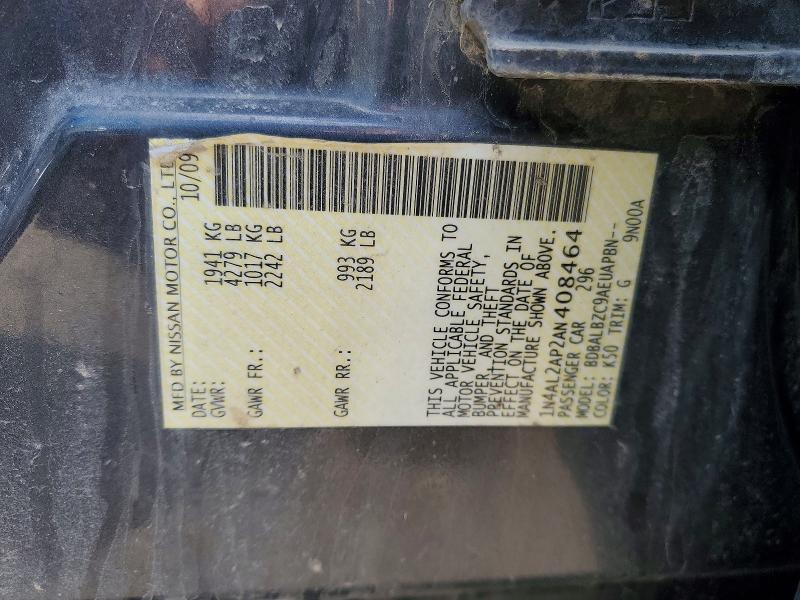 MFD BY NISSAN MOTOR CO., LTD
DATE: 10/09
GVWR: 1941 KG
4279 LB
GAWR FR.: 1017 KG
2242 LB
GAWR RR.: 993 KG
2189 LB
THIS VEHICLE CONFORMS TO
ALL APPLICABLE FEDERAL
MOTOR VEHICLE SAFETY,
BUMPER, AND THEFT
PREVENTION STANDARDS IN
EFFECT ON THE DATE OF
MANUFACTURE SHOWN ABOVE.
1N4AL2AP2AN408464
PASSENGER CAR 296
MODEL: BDBALBZC9AEUAPBN--
COLOR: K50 TRIM: G 9N00A